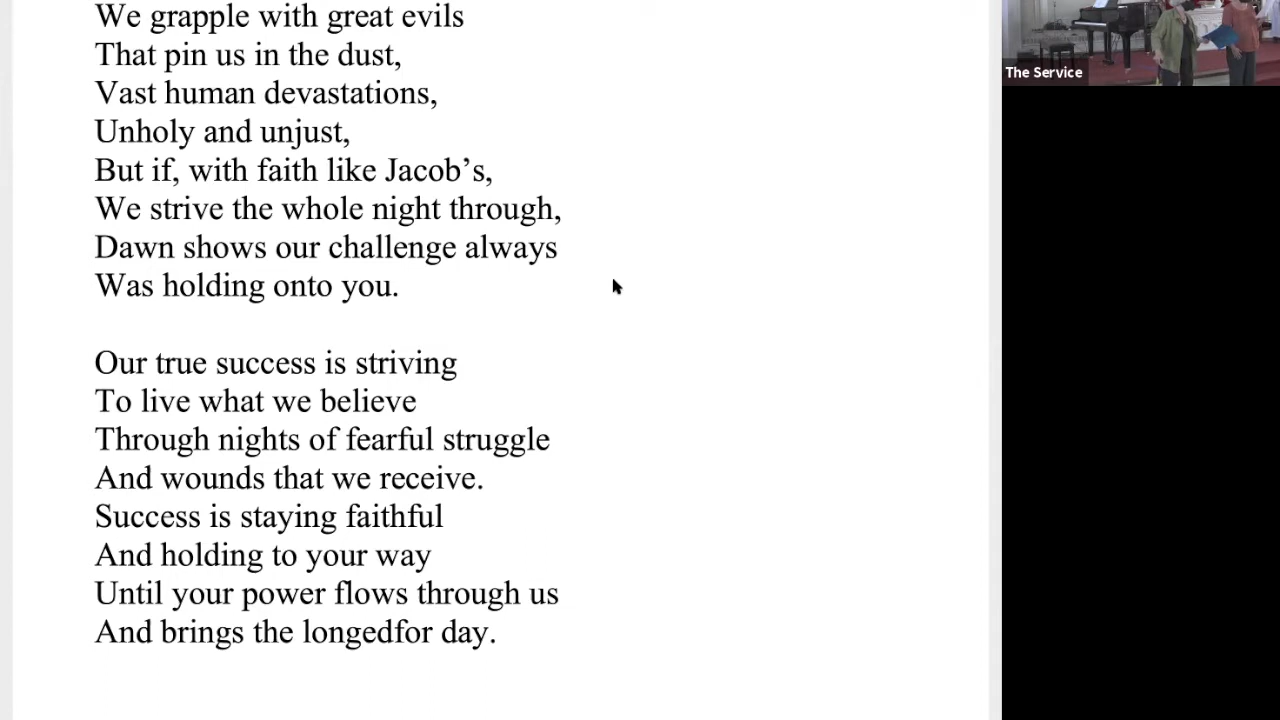 We grapple with great evils
That pin us in the dust,
Vast human devastations,
Unholy and unjust,
But if, with faith like Jacob’s,
We strive the whole night through,
Dawn shows our challenge always
Was holding onto you.
Our true success is striving
To live what we believe
Through nights of fearful struggle
And wounds that we receive.
Success is staying faithful
And holding to your way
Until your power flows through us
And brings the longedfor day.
The Service